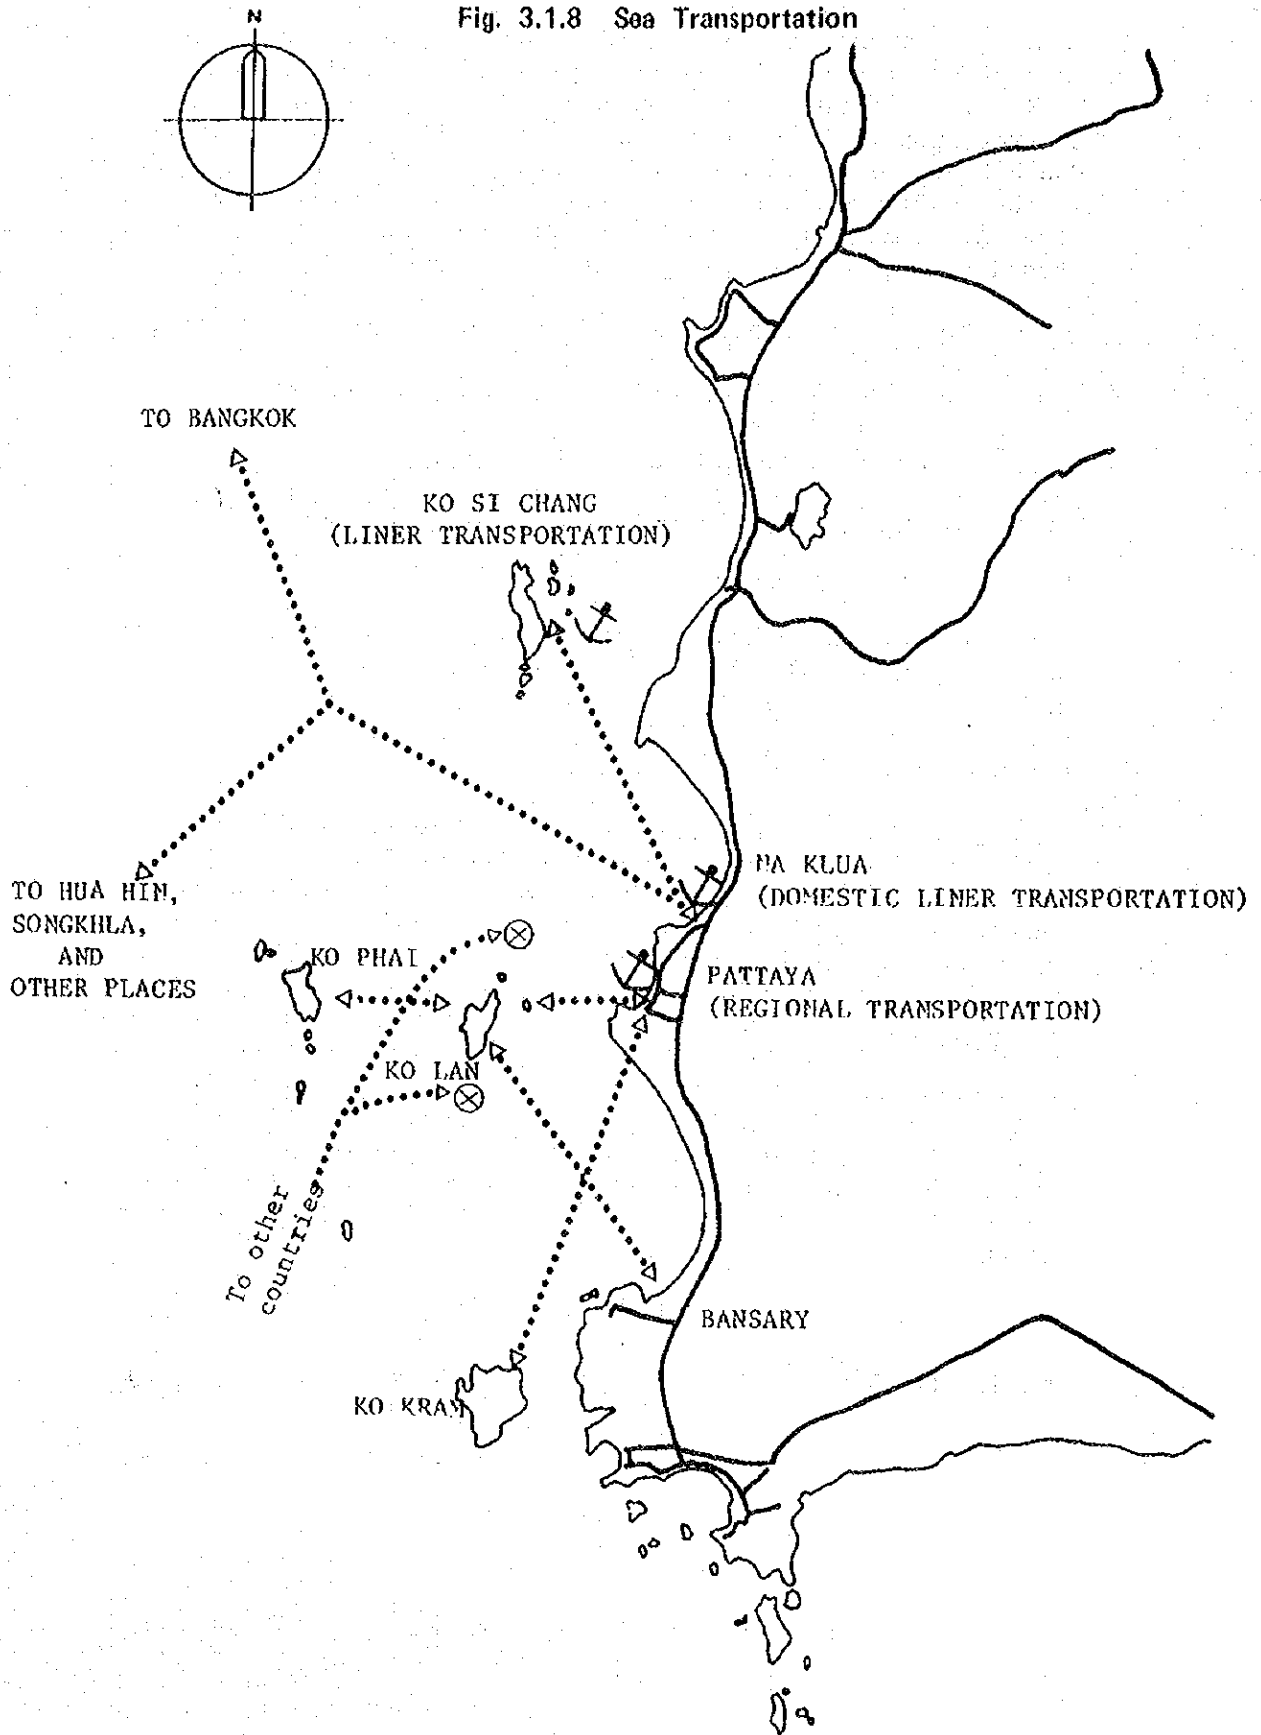 Fig. 3.1.8 Sea Transportation
N
TO BANGKOK
KO SI CHANG
(LINER TRANSPORTATION)
NA KLUA
(DOMESTIC LINER TRANSPORTATION)
TO HUA HIN,
SONGKHLA,
AND
OTHER PLACES
KO PHAI
PATTAYA
(REGIONAL TRANSPORTATION)
KO LAN
To other
countries
BANSARY
KO KRAM